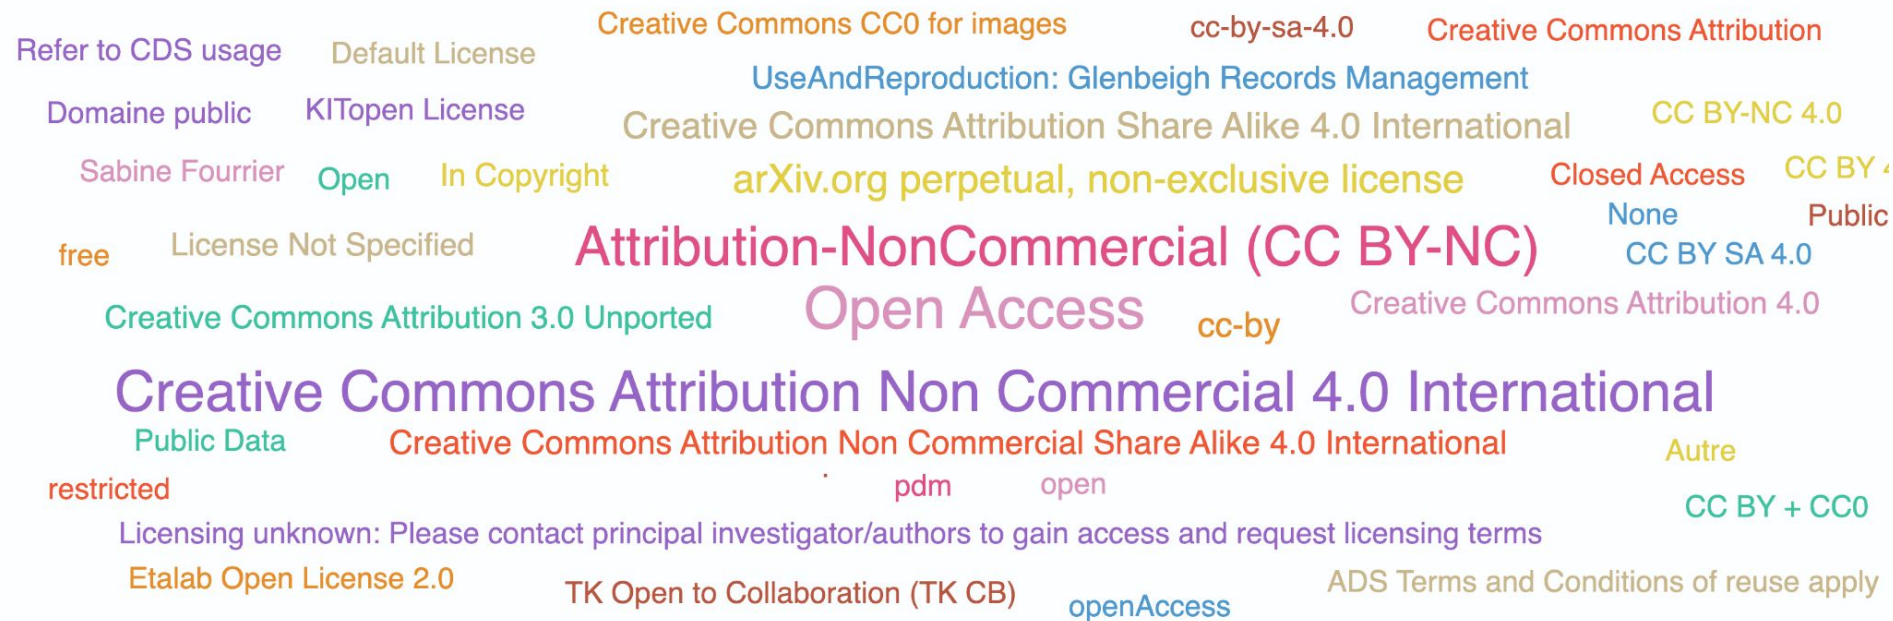 Creative Commons CC0 for images
cc-by-sa-4.0
Creative Commons Attribution
Refer to CDS usage
Default License
UseAndReproduction: Glenbeigh Records Management
Domaine public
KITopen License
Creative Commons Attribution Share Alike 4.0 International
CC BY-NC 4.0
Sabine Fourrier
Open
In Copyright
arXiv.org perpetual, non-exclusive license
Closed Access
CC BY
None
Public
free
License Not Specified
Attribution-NonCommercial (CC BY-NC)
CC BY SA 4.0
Creative Commons Attribution 3.0 Unported
Open Access
cc-by
Creative Commons Attribution 4.0
Creative Commons Attribution Non Commercial 4.0 International
Public Data
Creative Commons Attribution Non Commercial Share Alike 4.0 International
Autre
restricted
.
pdm
open
CC BY + CC0
Licensing unknown: Please contact principal investigator/authors to gain access and request licensing terms
Etalab Open License 2.0
TK Open to Collaboration (TK CB)
openAccess
ADS Terms and Conditions of reuse apply